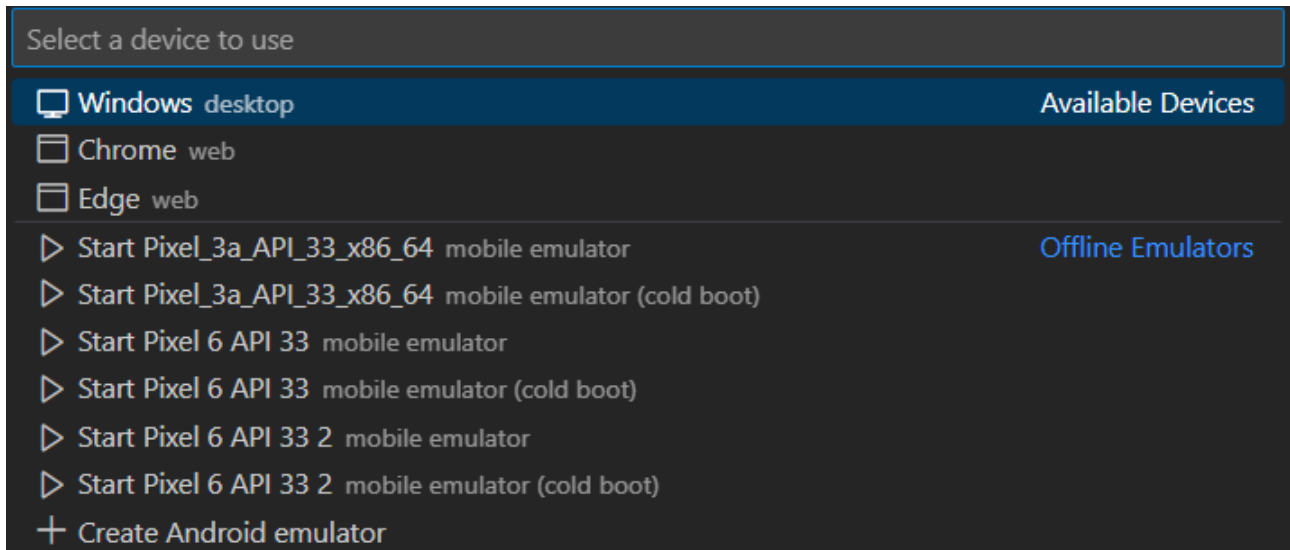 Select a device to use
Windows desktop Available Devices
Chrome web
Edge web
Start Pixel_3a_API_33_x86_64 mobile emulator Offline Emulators
Start Pixel_3a_API_33_x86_64 mobile emulator (cold boot)
Start Pixel 6 API 33 mobile emulator
Start Pixel 6 API 33 mobile emulator (cold boot)
Start Pixel 6 API 33 2 mobile emulator
Start Pixel 6 API 33 2 mobile emulator (cold boot)
Create Android emulator